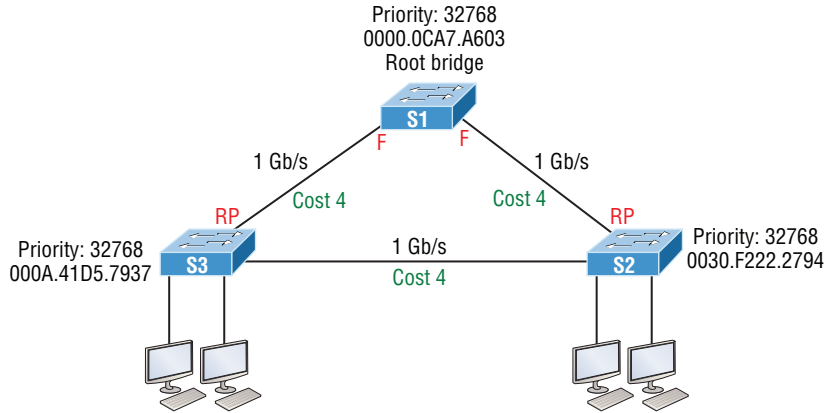 Priority: 32768
0000.0CA7.A603
Root bridge
S1
F
F
1 Gb/s
1 Gb/s
Cost 4
Cost 4
RP
RP
Priority: 32768
000A.41D5.7937
S3
1 Gb/s
Cost 4
S2
Priority: 32768
0030.F222.2794